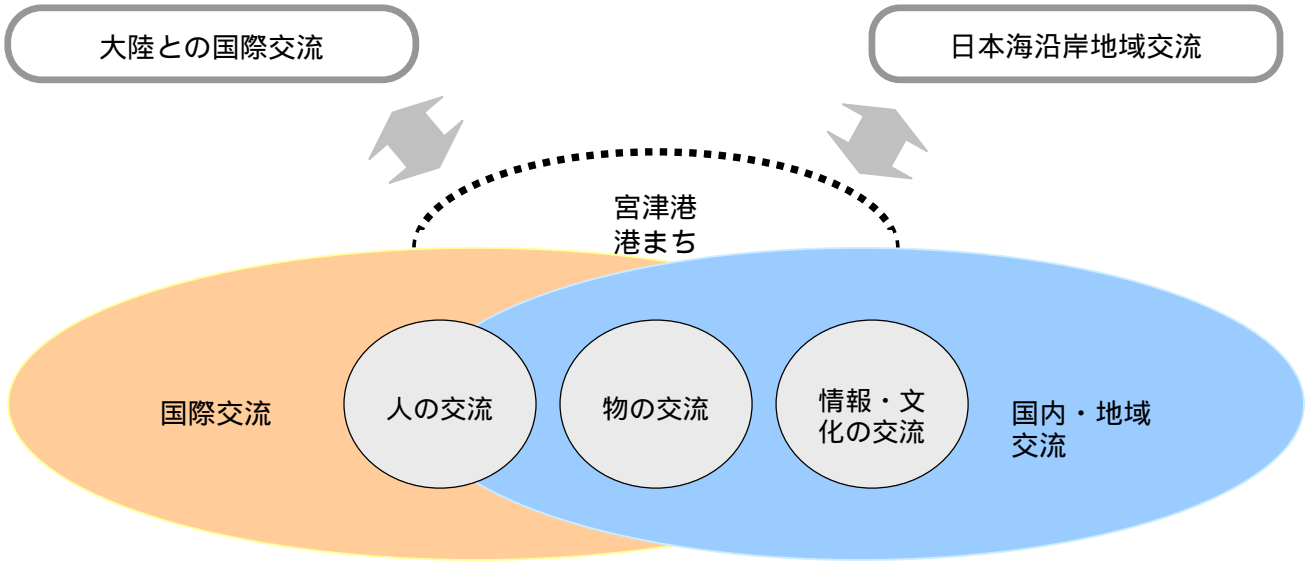 大陸との国際交流
日本海沿岸地域交流
宮津港
港まち
国際交流
人の交流
物の交流
情報・文
化の交流
国内・地域
交流